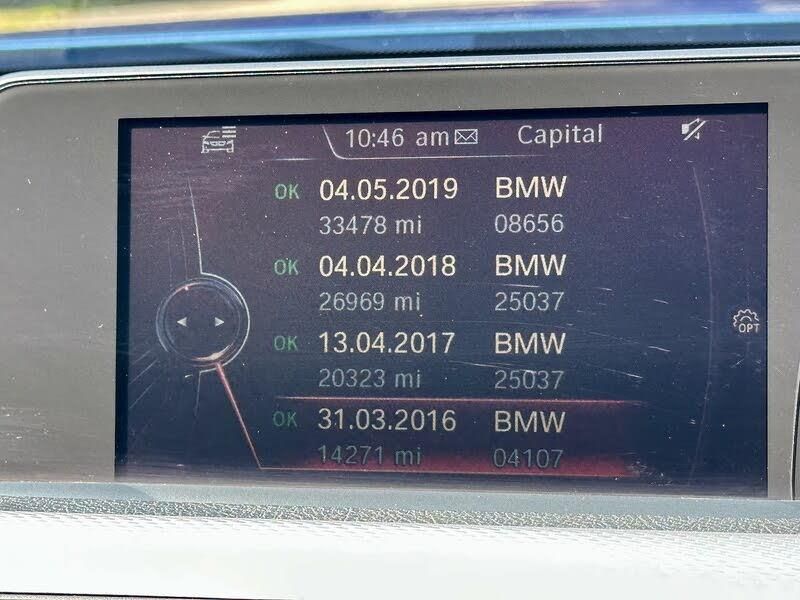 10:46 am Capital
OK 04.05.2019 BMW
33478 mi 08656
OK 04.04.2018 BMW
26969 mi 25037
OK 13.04.2017 BMW
20323 mi 25037
OPT
OK 31.03.2016 BMW
14271 mi 04107